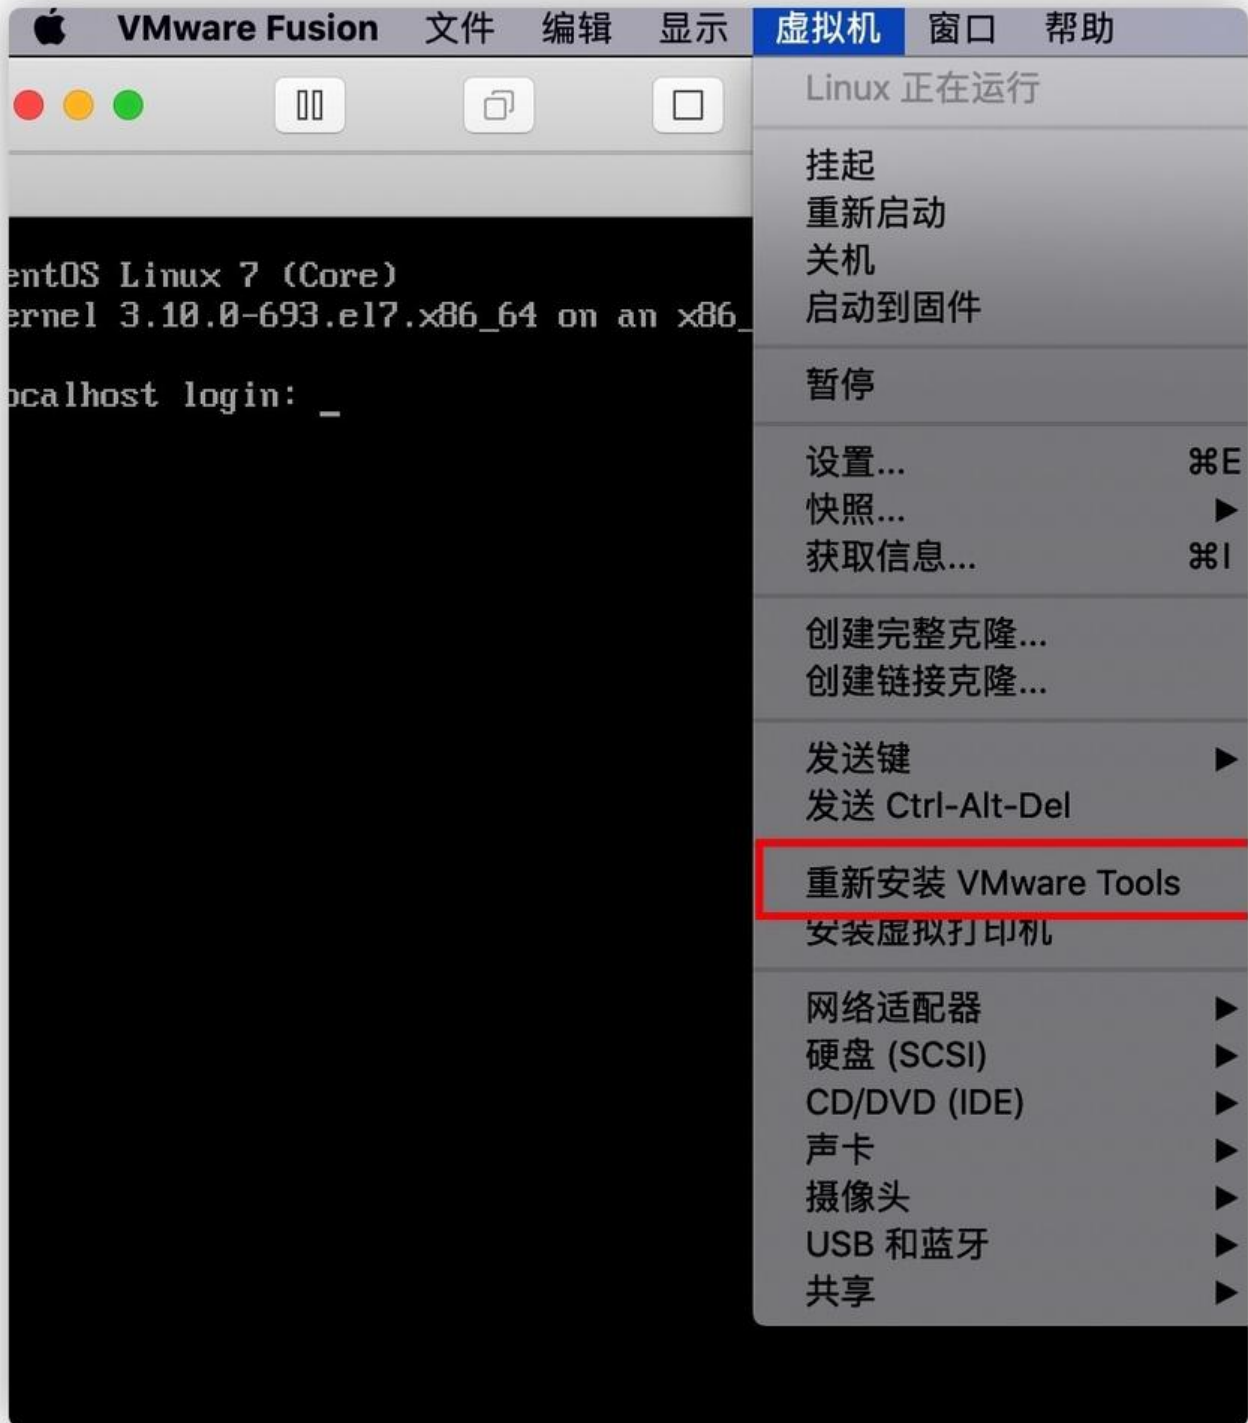 VMware Fusion 文件 编辑 显示 虚拟机 窗口 帮助
Linux 正在运行
挂起
重新启动
关机
启动到固件
暂停
设置... ⌘E
快照... ▶
获取信息... ⌘I
创建完整克隆...
创建链接克隆...
发送键 ▶
发送 Ctrl-Alt-Del
重新安装 VMware Tools
安装虚拟打印机
网络适配器 ▶
硬盘 (SCSI) ▶
CD/DVD (IDE) ▶
声卡 ▶
摄像头 ▶
USB 和蓝牙 ▶
共享 ▶
entOS Linux 7 (Core)
ernel 3.10.0-693.el7.x86_64 on an x86_
ocalhost login: _